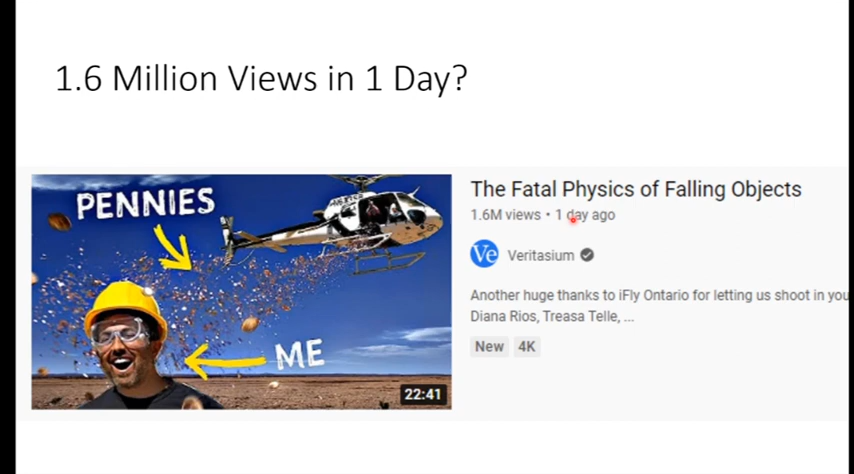 1.6 Million Views in 1 Day?
PENNIES
ME
22:41
The Fatal Physics of Falling Objects
1.6M views • 1 day ago
Ve Veritasium
Another huge thanks to iFly Ontario for letting us shoot in you
Diana Rios, Treasa Telle, ...
New 4K